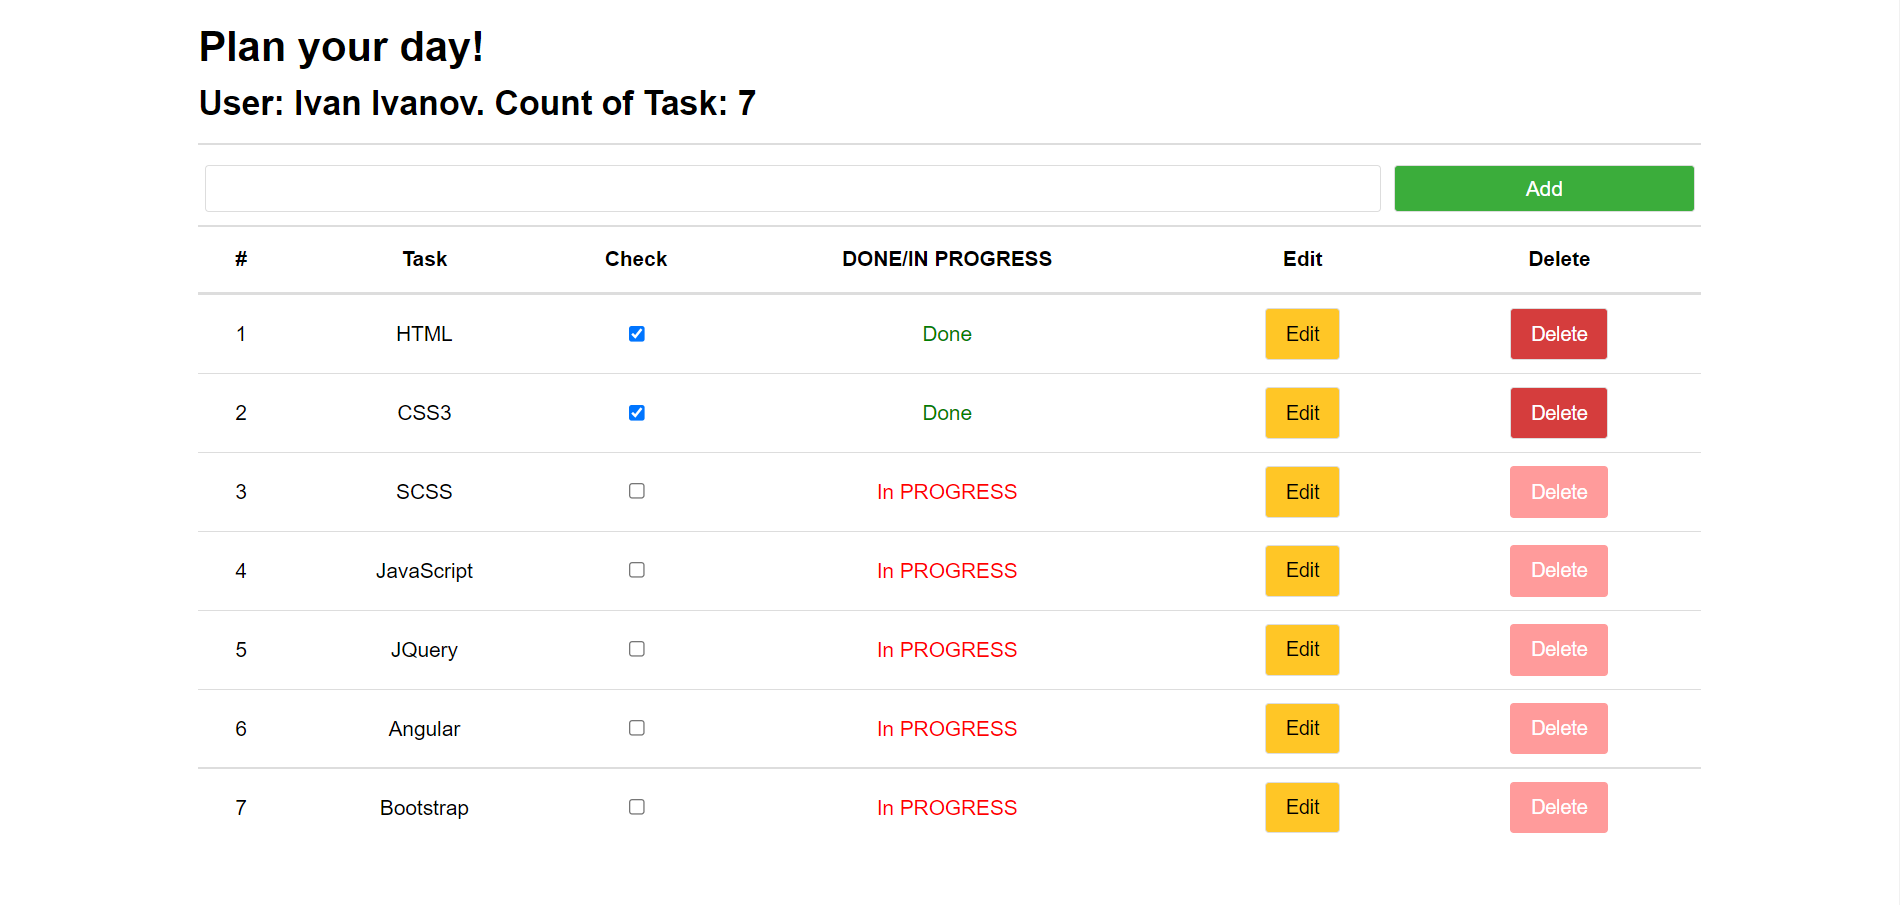 Plan your day!
User: Ivan Ivanov. Count of Task: 7
Add
# Task Check DONE/IN PROGRESS Edit Delete
1 HTML Done Edit Delete
2 CSS3 Done Edit Delete
3 SCSS In PROGRESS Edit Delete
4 JavaScript In PROGRESS Edit Delete
5 JQuery In PROGRESS Edit Delete
6 Angular In PROGRESS Edit Delete
7 Bootstrap In PROGRESS Edit Delete